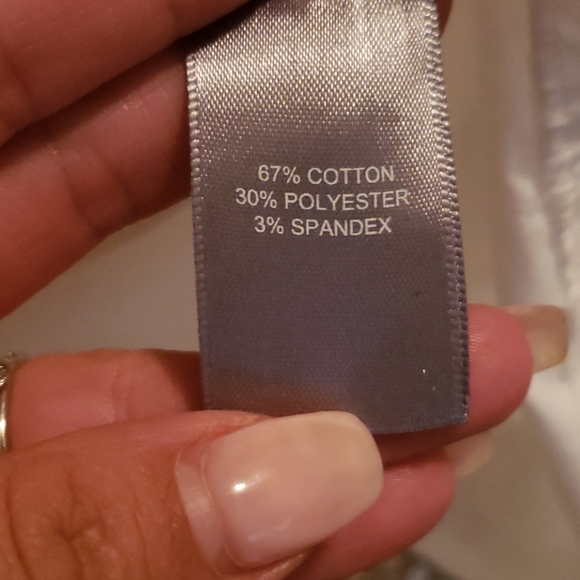 67% COTTON
30% POLYESTER
3% SPANDEX